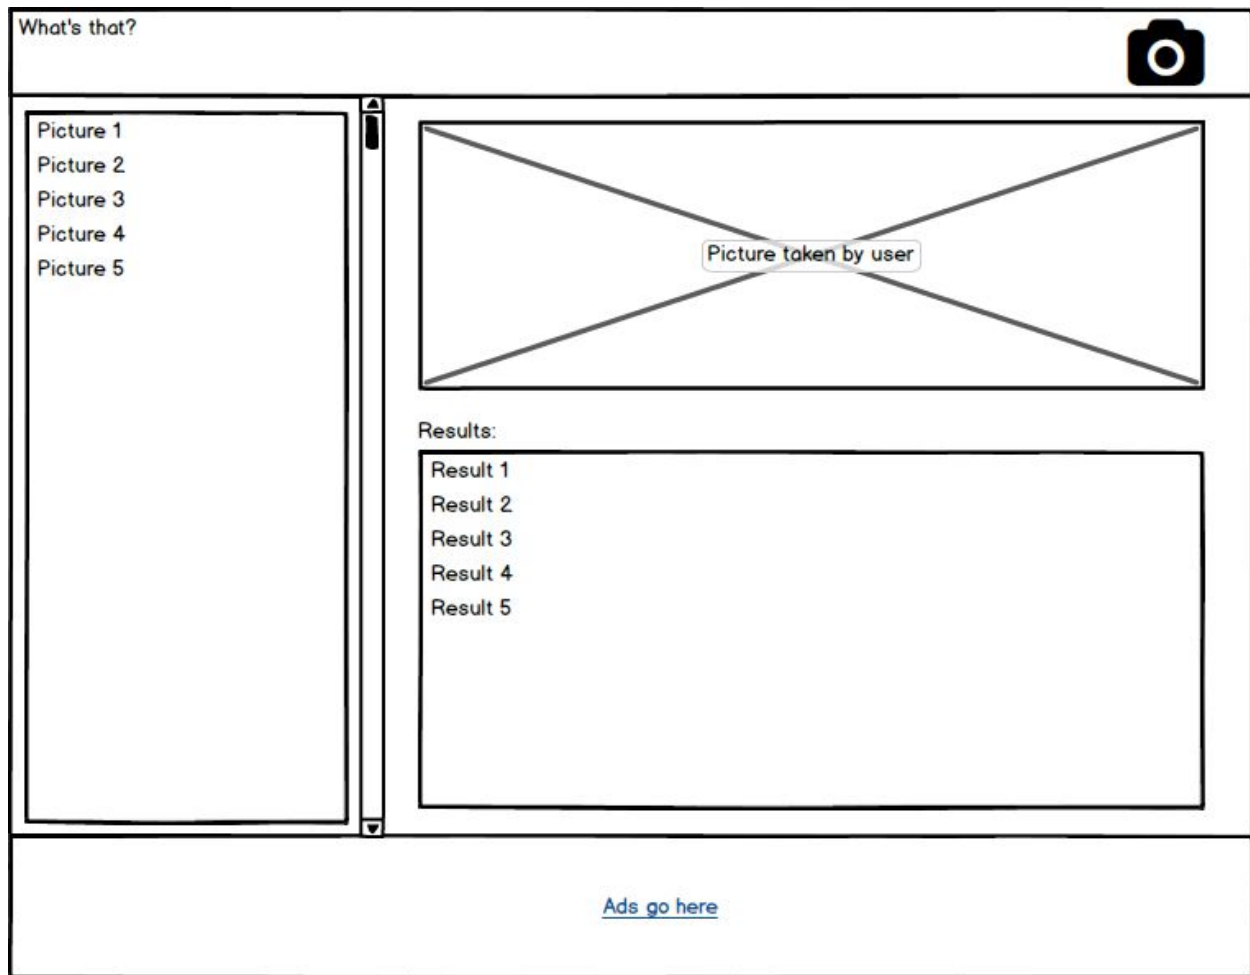 What's that?
Picture 1
Picture 2
Picture 3
Picture 4
Picture 5
Picture taken by user
Results:
Result 1
Result 2
Result 3
Result 4
Result 5
Ads go here